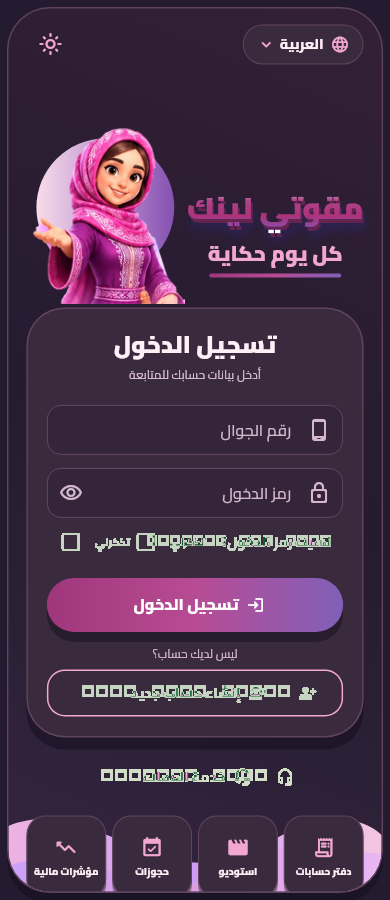 العربية
مقوتي لينك
كل يوم حكاية
تسجيل الدخول
أدخل بيانات حسابك للمتابعة
رقم الجوال
رمز الدخول
تذكرني
تسجيل الدخول
ليس لديك حساب؟
دفتر حسابات
استوديو
حجوزات
مؤشرات مالية